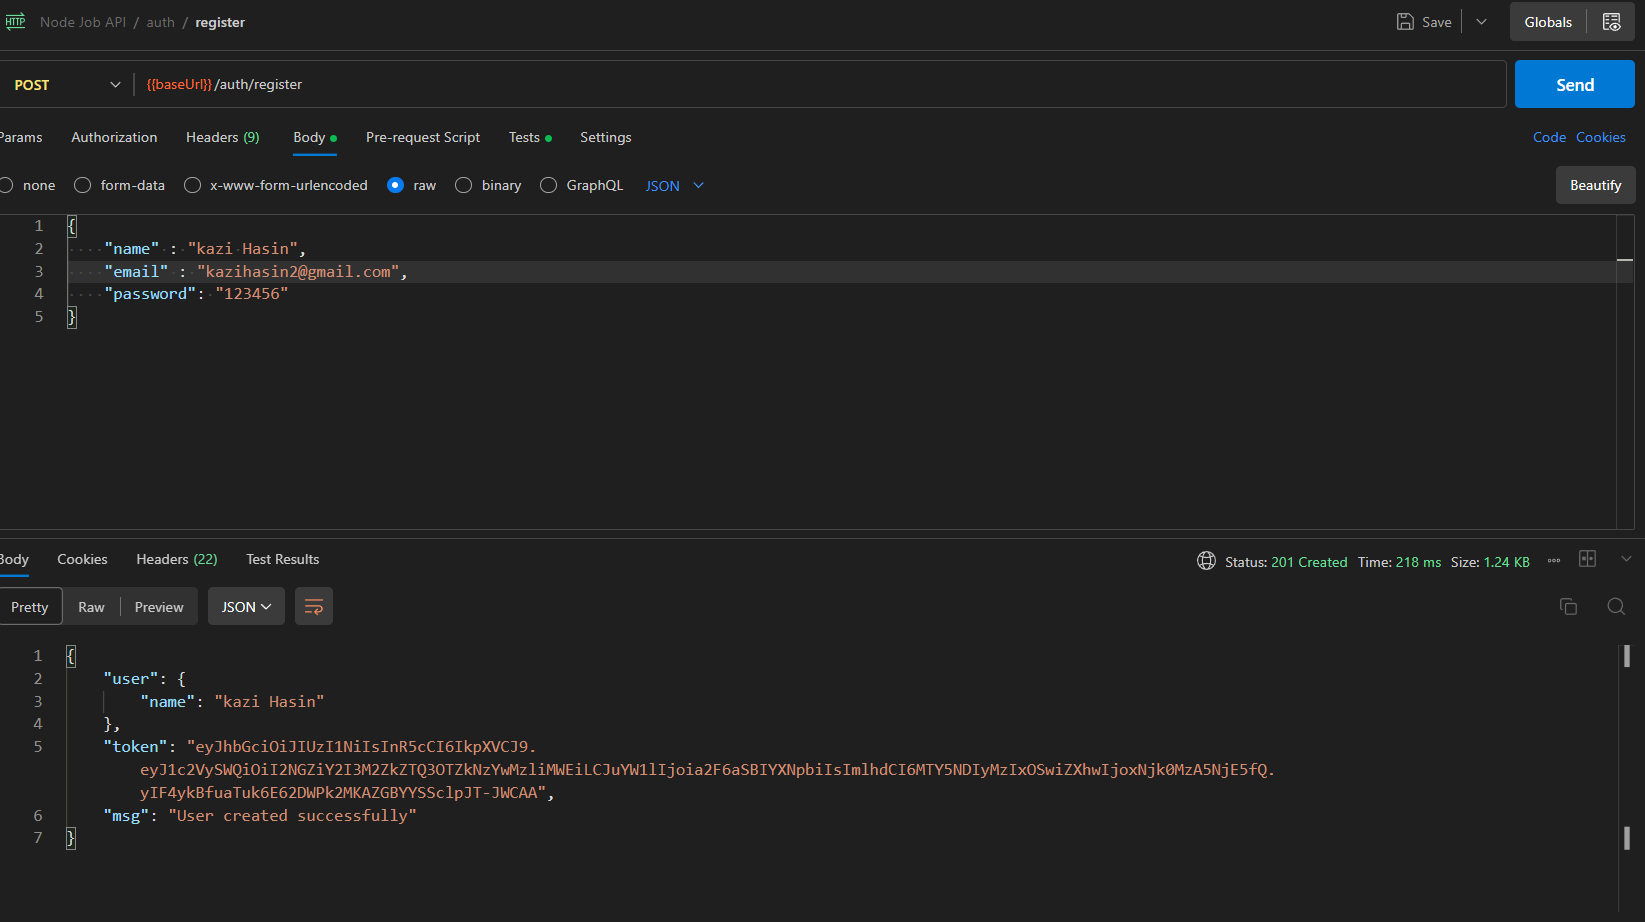 HTTP Node Job API / auth / register Save Globals
POST {{baseUrl}}/auth/register Send
Params Authorization Headers (9) Body Pre-request Script Tests Settings Code Cookies
none form-data x-www-form-urlencoded raw binary GraphQL JSON Beautify
1 {
2 "name" : "kazi Hasin",
3 "email" : "kazihasin2@gmail.com",
4 "password": "123456"
5 }
Body Cookies Headers (22) Test Results Status: 201 Created Time: 218 ms Size: 1.24 KB
Pretty Raw Preview JSON
1 {
2 "user": {
3 "name": "kazi Hasin"
4 },
5 "token": "eyJhbGciOiJIUzI1NiIsInR5cCI6IkpXVCJ9.
eyJ1c2VySWQiOiI2NGZiY2I3M2ZkZTQ3OTZkNzYwMzliMWEiLCJuYW1lIjoia2F6aSBIYXNpbiIsImlhdCI6MTY5NDIyMzIxOSwiZXhwIjoxNjk0MzA5NjE5fQ.
yIF4ykBfuaTuk6E62DWPk2MKAZGBYYSSclpJT-JWCAA",
6 "msg": "User created successfully"
7 }